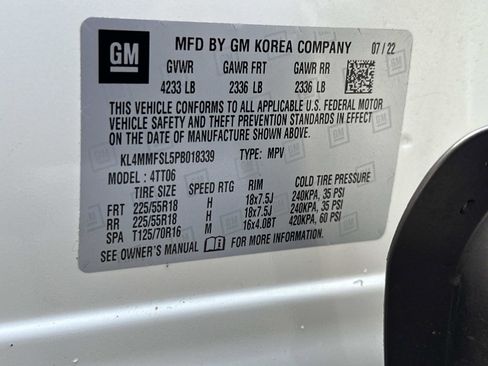 GM
MFD BY GM KOREA COMPANY 07/22
GVWR GAWR FRT GAWR RR
4233 LB 2336 LB 2336 LB
THIS VEHICLE CONFORMS TO ALL APPLICABLE U.S. FEDERAL MOTOR
VEHICLE SAFETY AND THEFT PREVENTION STANDARDS IN EFFECT
ON THE DATE OF MANUFACTURE SHOWN ABOVE.
KL4MMFSL5PB018339 TYPE: MPV
MODEL: 4TT06
TIRE SIZE SPEED RTG RIM COLD TIRE PRESSURE
FRT 225/55R18 H 18x7.5J 240KPA, 35 PSI
RR 225/55R18 H 18x7.5J 240KPA, 35 PSI
SPA T125/70R16 M 16x4.0BT 420KPA, 60 PSI
SEE OWNER'S MANUAL FOR MORE INFORMATION.